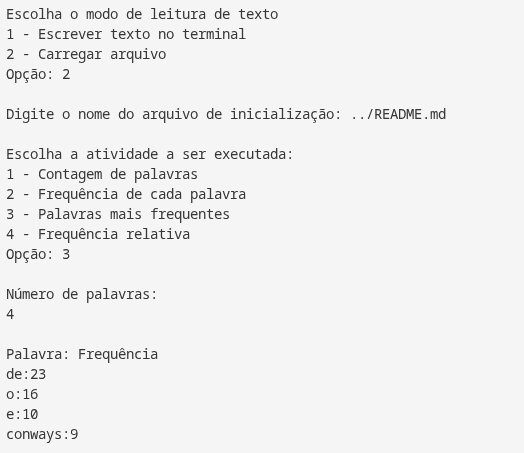 Escolha o modo de leitura de texto
1 - Escrever texto no terminal
2 - Carregar arquivo
Opção: 2
Digite o nome do arquivo de inicialização: ../README.md
Escolha a atividade a ser executada:
1 - Contagem de palavras
2 - Frequência de cada palavra
3 - Palavras mais frequentes
4 - Frequência relativa
Opção: 3
Número de palavras:
4
Palavra: Frequência
de:23
o:16
e:10
conways:9